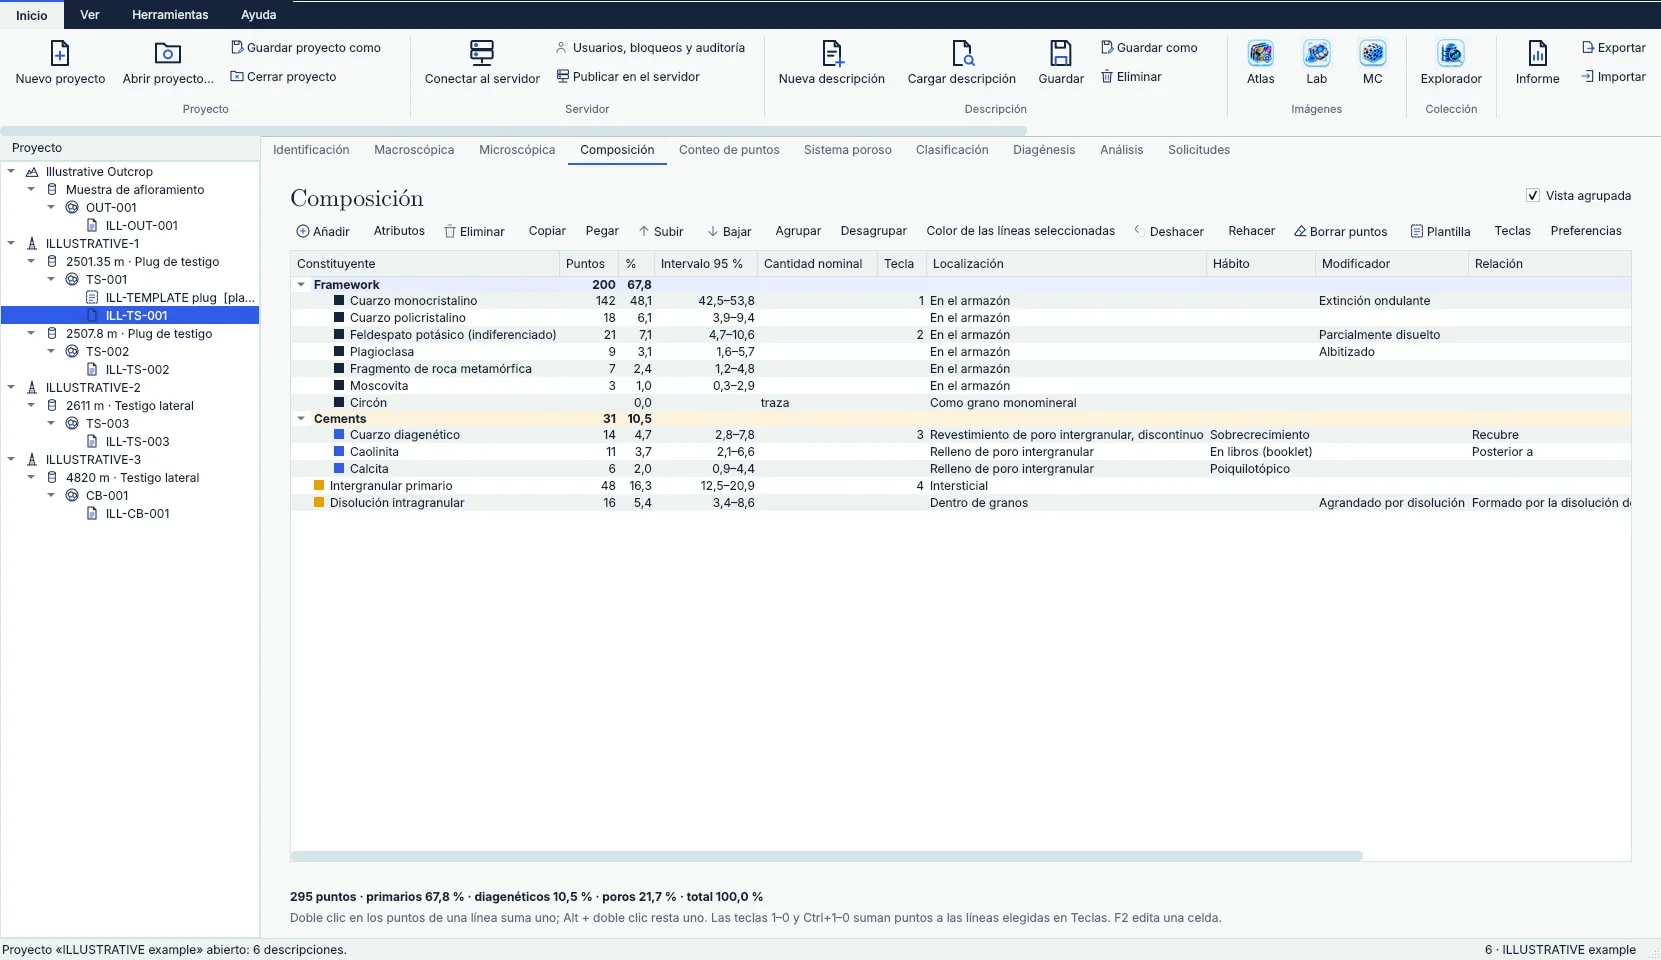 Inicio Ver Herramientas Ayuda
Nuevo proyecto Abrir proyecto... Guardar proyecto como Cerrar proyecto
Proyecto
Conectar al servidor Usuarios, bloqueos y auditoría Publicar en el servidor
Servidor
Nueva descripción Cargar descripción Guardar Guardar como Eliminar
Descripción
Atlas Lab MC
Imágenes
Explorador
Colección
Informe Exportar Importar
Proyecto
Illustrative Outcrop
Muestra de afloramiento
OUT-001
ILL-OUT-001
ILLUSTRATIVE-1
2501.35 m · Plug de testigo
TS-001
ILL-TEMPLATE plug [pla...
ILL-TS-001
2507.8 m · Plug de testigo
TS-002
ILL-TS-002
ILLUSTRATIVE-2
2611 m · Testigo lateral
TS-003
ILL-TS-003
ILLUSTRATIVE-3
4820 m · Testigo lateral
CB-001
ILL-CB-001
Identificación Macroscópica Microscópica Composición Conteo de puntos Sistema poroso Clasificación Diagénesis Análisis Solicitudes
Composición
Vista agrupada
Añadir Atributos Eliminar Copiar Pegar Subir Bajar Agrupar Desagrupar Color de las líneas seleccionadas Deshacer Rehacer Borrar puntos Plantilla Teclas Preferencias
Constituyente Puntos % Intervalo 95 % Cantidad nominal Tecla Localización Hábito Modificador Relación
Framework 200 67,8
Cuarzo monocristalino 142 48,1 42,5–53,8 1 En el armazón Extinción ondulante
Cuarzo policristalino 18 6,1 3,9–9,4 En el armazón
Feldespato potásico (indiferenciado) 21 7,1 4,7–10,6 2 En el armazón Parcialmente disuelto
Plagioclasa 9 3,1 1,6–5,7 En el armazón Albitizado
Fragmento de roca metamórfica 7 2,4 1,2–4,8 En el armazón
Moscovita 3 1,0 0,3–2,9 En el armazón
Circón 0,0 traza Como grano monomineral
Cements 31 10,5
Cuarzo diagenético 14 4,7 2,8–7,8 3 Revestimiento de poro intergranular, discontinuo Sobrecrecimiento Recubre
Caolinita 11 3,7 2,1–6,6 Relleno de poro intergranular En libros (booklet) Posterior a
Calcita 6 2,0 0,9–4,4 Relleno de poro intergranular Poiquilotópico
Intergranular primario 48 16,3 12,5–20,9 4 Intersticial
Disolución intragranular 16 5,4 3,4–8,6 Dentro de granos Agrandado por disolución Formado por la disolución d
295 puntos · primarios 67,8 % · diagenéticos 10,5 % · poros 21,7 % · total 100,0 %
Doble clic en los puntos de una línea suma uno; Alt + doble clic resta uno. Las teclas 1–0 y Ctrl+1–0 suman puntos a las líneas elegidas en Teclas. F2 edita una celda.
Proyecto «ILLUSTRATIVE example» abierto: 6 descripciones.
6 · ILLUSTRATIVE example